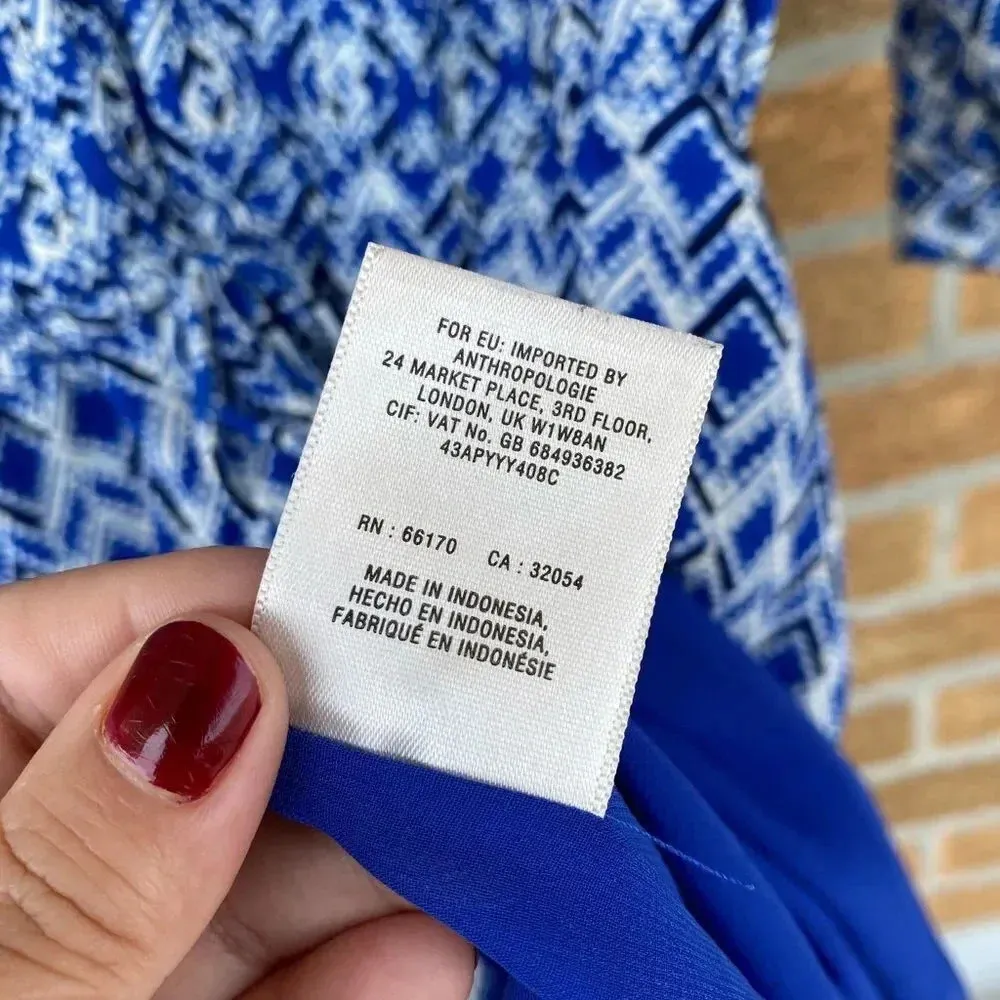 FOR EU: IMPORTED BY
ANTHROPOLOGIE
24 MARKET PLACE, 3RD FLOOR,
LONDON, UK W1W8AN
CIF: VAT No. GB 684936382
43APYYY408C
RN : 66170 CA : 32054
MADE IN INDONESIA,
HECHO EN INDONESIA,
FABRIQUÉ EN INDONÉSIE